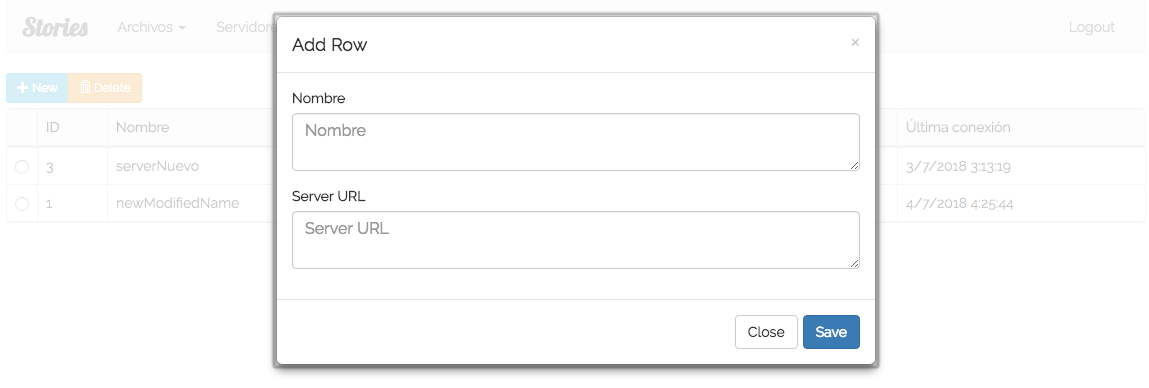 Stories Archivos Logout
Add Row ×
New Delete
Nombre
Nombre
Server URL
Server URL
Close Save
ID Nombre Última conexión
3 serverNuevo 3/7/2018 3:13:19
1 newModifiedName 4/7/2018 4:25:44